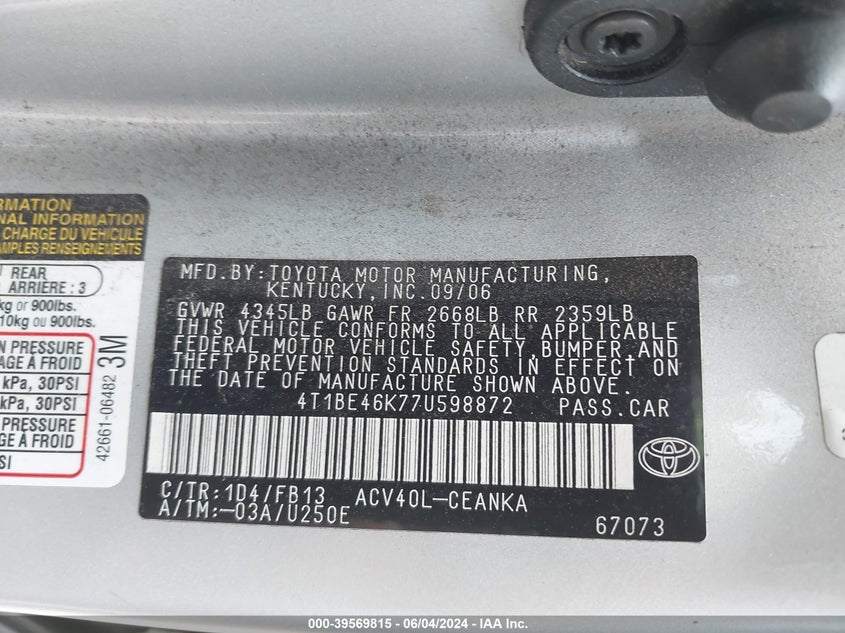 RMATION
NAL INFORMATION
CHARGE DU
AMPLES RENSEIGNEMENTS
REAR
ARRIÈRE : 3
kg or 900lbs.
10kg ou 900lbs.
N PRESSURE
AGE À FROID
kPa, 30PSI
kPa, 30PSI
PRESSURE
AGE À FROID
SI
42661-06482 3M
MFD.BY:TOYOTA MOTOR MANUFACTURING,
KENTUCKY,INC.09/06
GVWR 4345LB GAWR FR 2668LB RR 2359LB
THIS VEHICLE CONFORMS TO ALL APPLICABLE
FEDERAL MOTOR VEHICLE SAFETY,BUMPER,AND
THEFT PREVENTION STANDARDS IN EFFECT ON
THE DATE OF MANUFACTURE SHOWN ABOVE.
4T1BE46K77U598872 PASS.CAR
C/TR:1D4/FB13 ACV40L-CEANKA
A/TM:-03A/U250E
67073
000-39569815 - 06/04/2024 - IAA Inc.